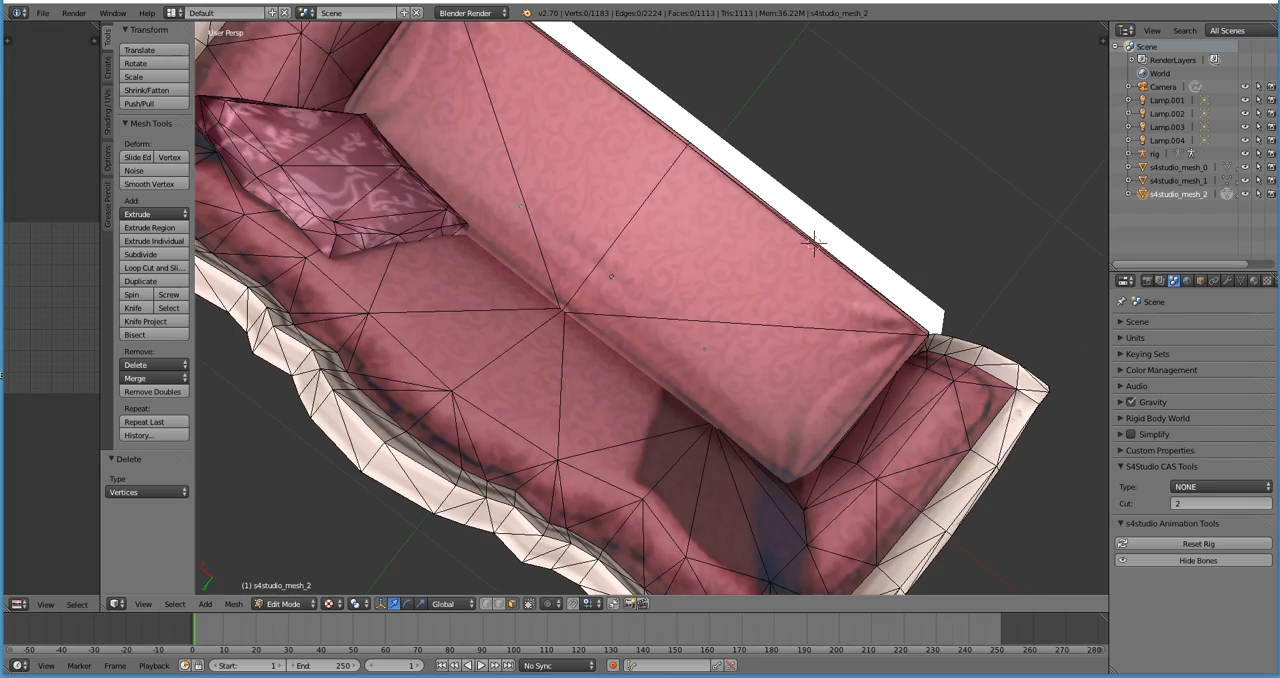 File Render Window Help Default Scene Blender Render v2.70 | Verts:0/1183 | Edges:0/2224 | Faces:0/1113 | Tris:1113 | Mem:36.22M | s4studio_mesh_2
User Persp
Tools
Create
Shading / UVs
Options
Grease Pencil
Transform
Translate
Rotate
Scale
Shrink/Fatten
Push/Pull
Mesh Tools
Deform:
Slide Ed Vertex
Noise
Smooth Vertex
Add:
Extrude
Extrude Region
Extrude Individual
Subdivide
Loop Cut and Sli...
Duplicate
Spin Screw
Knife Select
Knife Project
Bisect
Remove:
Delete
Merge
Remove Doubles
Repeat:
Repeat Last
History...
Delete
Type
Vertices
(1) s4studio_mesh_2
View Search All Scenes
Scene
RenderLayers
World
Camera
Lamp.001
Lamp.002
Lamp.003
Lamp.004
rig
s4studio_mesh_0
s4studio_mesh_1
s4studio_mesh_2
Scene
Scene
Units
Keying Sets
Color Management
Audio
Gravity
Rigid Body World
Simplify
Custom Properties
S4Studio CAS Tools
Type: NONE
Cut: 2
s4studio Animation Tools
Reset Rig
Hide Bones
View Select View Select Add Mesh Edit Mode Global
-50 -40 -30 -20 -10 0 10 20 30 40 50 60 70 80 90 100 110 120 130 140 150 160 170 180 190 200 210 220 230 240 250 260 270 280
View Marker Frame Playback Start: 1 End: 250 1 No Sync